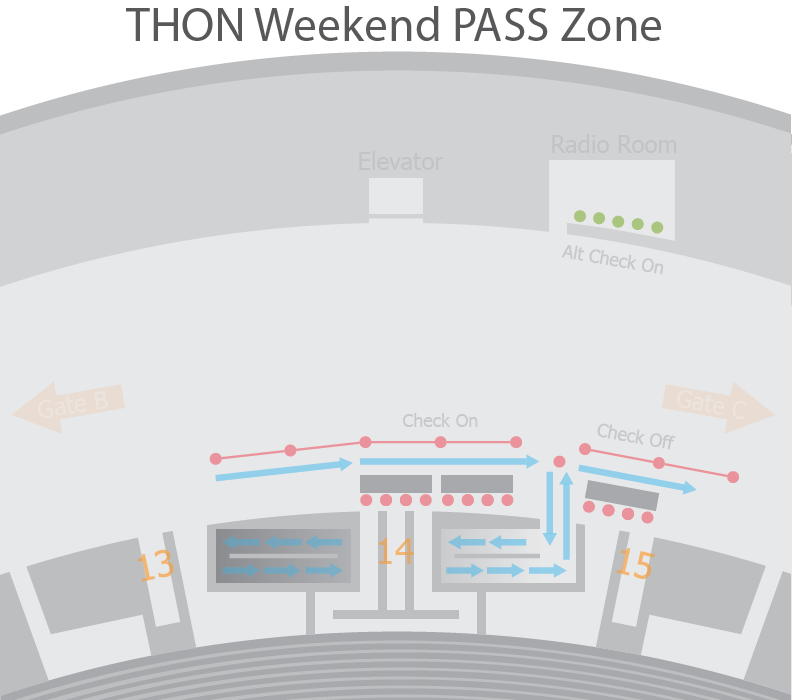 THON Weekend PASS Zone
Radio Room
Elevator
Alt Check On
Gate B
Gate C
Check On
Check Off
13
14
15